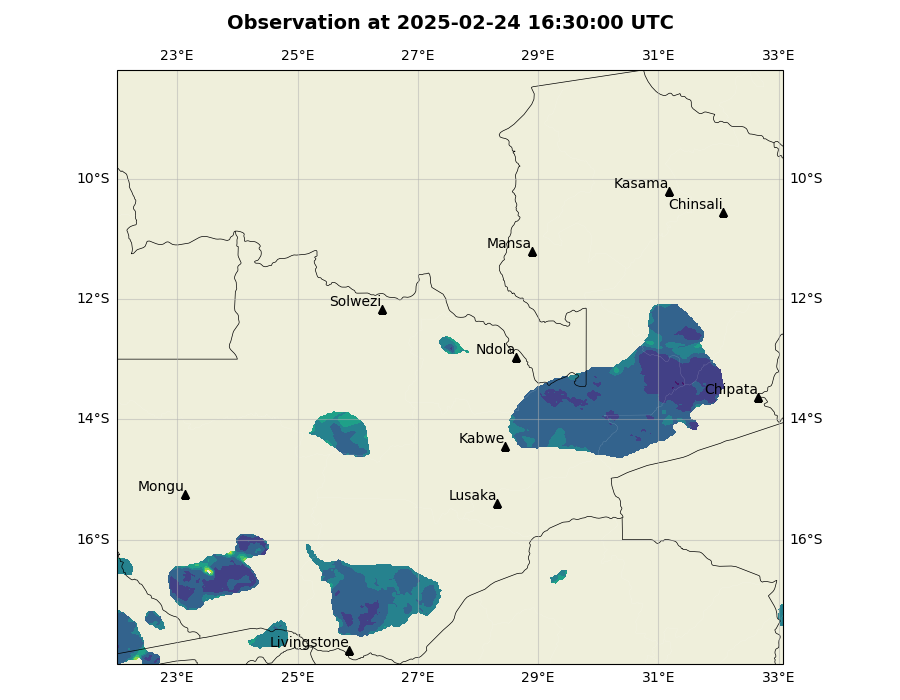 Observation at 2025-02-24 16:30:00 UTC
23°E 25°E 27°E 29°E 31°E 33°E
10°S 10°S
Kasama
Chinsali
Mansa
12°S 12°S
Solwezi
Ndola
Chipata
14°S 14°S
Kabwe
Mongu
Lusaka
16°S 16°S
Livingstone
23°E 25°E 27°E 29°E 31°E 33°E